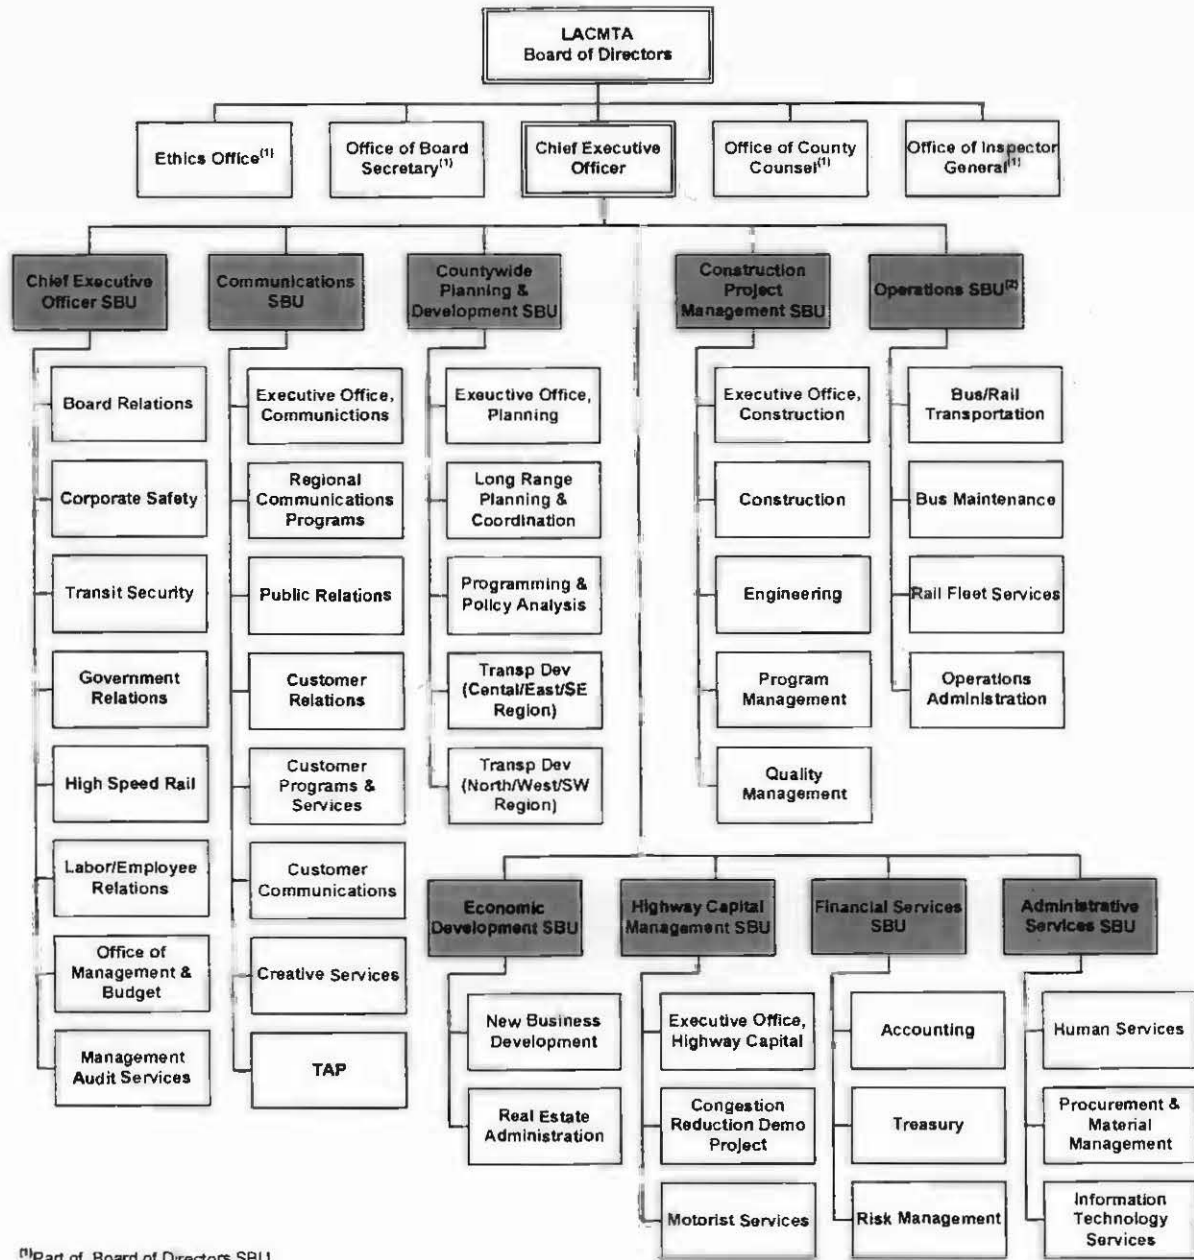 LACMTA
Board of Directors
Ethics Office(1)
Office of Board
Secretary(1)
Chief Executive
Officer
Office of County
Counsel(1)
Office of Inspector
General(1)
Chief Executive
Officer SBU
Communications
SBU
Countywide
Planning &
Development SBU
Construction
Project
Management SBU
Operations SBU(2)
Board Relations
Corporate Safety
Transit Security
Government
Relations
High Speed Rail
Labor/Employee
Relations
Office of
Management &
Budget
Management
Audit Services
Executive Office,
Communictions
Regional
Communications
Programs
Public Relations
Customer
Relations
Customer
Programs &
Services
Customer
Communications
Creative Services
TAP
Exeuctive Office,
Planning
Long Range
Planning &
Coordination
Programming &
Policy Analysis
Transp Dev
(Cental/East/SE
Region)
Transp Dev
(North/West/SW
Region)
Executive Office,
Construction
Construction
Engineering
Program
Management
Quality
Management
Bus/Rail
Transportation
Bus Maintenance
Rail Fleet Services
Operations
Administration
Economic
Development SBU
Highway Capital
Management SBU
Financial Services
SBU
Administrative
Services SBU
New Business
Development
Real Estate
Administration
Executive Office,
Highway Capital
Congestion
Reduction Demo
Project
Motorist Services
Accounting
Treasury
Risk Management
Human Services
Procurement &
Material
Management
Information
Technology
Services
(1)Part of Board of Directors SBU